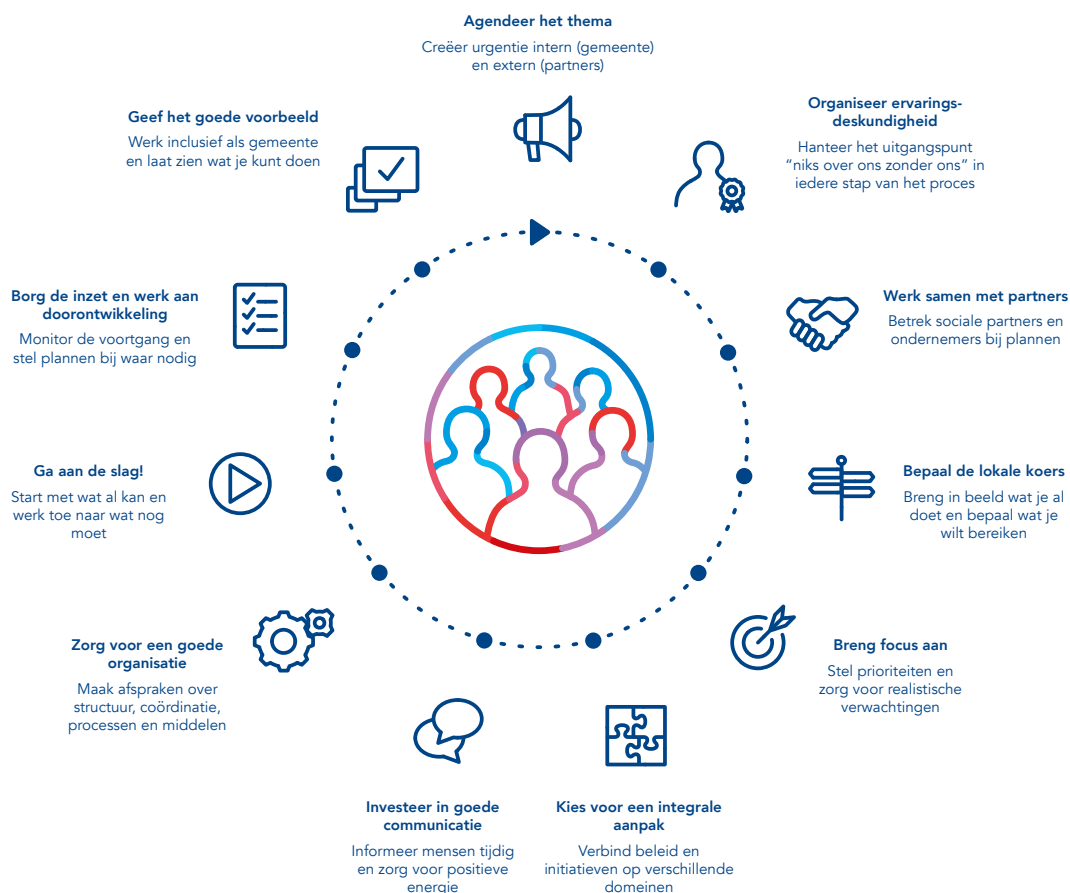 Agendeer het thema
Creëer urgentie intern (gemeente)
en extern (partners)
Organiseer ervarings-
deskundigheid
Hanteer het uitgangspunt
“niks over ons zonder ons” in
iedere stap van het proces
Werk samen met partners
Betrek sociale partners en
ondernemers bij plannen
Bepaal de lokale koers
Breng in beeld wat je al
doet en bepaal wat je
wilt bereiken
Breng focus aan
Stel prioriteiten en
zorg voor realistische
verwachtingen
Kies voor een integrale
aanpak
Verbind beleid en
initiatieven op verschillende
domeinen
Investeer in goede
communicatie
Informeer mensen tijdig
en zorg voor positieve
energie
Zorg voor een goede
organisatie
Maak afspraken over
structuur, coördinatie,
processen en middelen
Ga aan de slag!
Start met wat al kan en
werk toe naar wat nog
moet
Borg de inzet en werk aan
doorontwikkeling
Monitor de voortgang en
stel plannen bij waar nodig
Geef het goede voorbeeld
Werk inclusief als gemeente
en laat zien wat je kunt doen